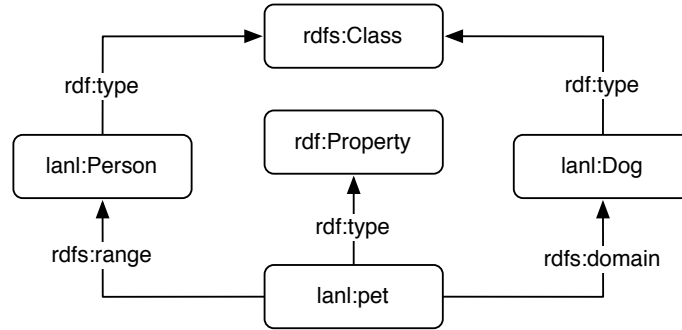 rdfs:Class
rdf:type
rdf:type
lanl:Person
rdf:Property
lanl:Dog
rdf:type
rdfs:range
rdfs:domain
lanl:pet